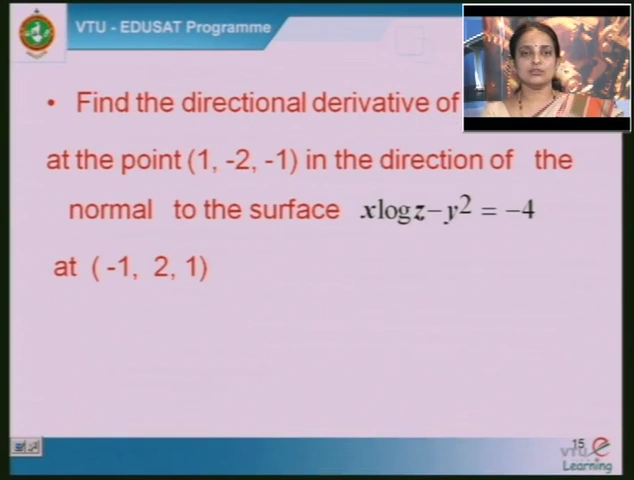 VTU - EDUSAT Programme
• Find the directional derivative of
at the point (1, -2, -1) in the direction of the
normal to the surface x log z – y² = –4
at ( -1, 2, 1)
15
VTU e
Learning